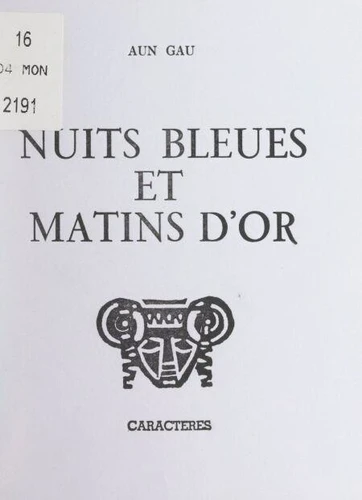 16
04 MON
2191
AUN GAU
NUITS BLEUES
ET
MATINS D'OR
CARACTERES